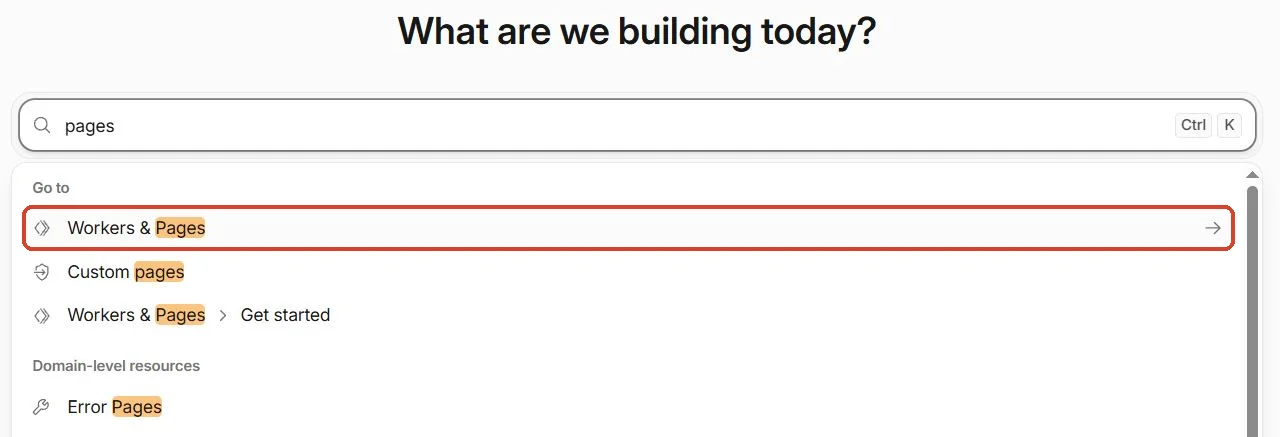 What are we building today?
pages
Ctrl K
Go to
Workers & Pages
Custom pages
Workers & Pages > Get started
Domain-level resources
Error Pages